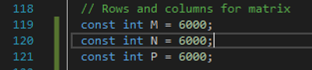 118 // Rows and columns for matrix
119 const int M = 6000;
120 const int N = 6000;
121 const int P = 6000;